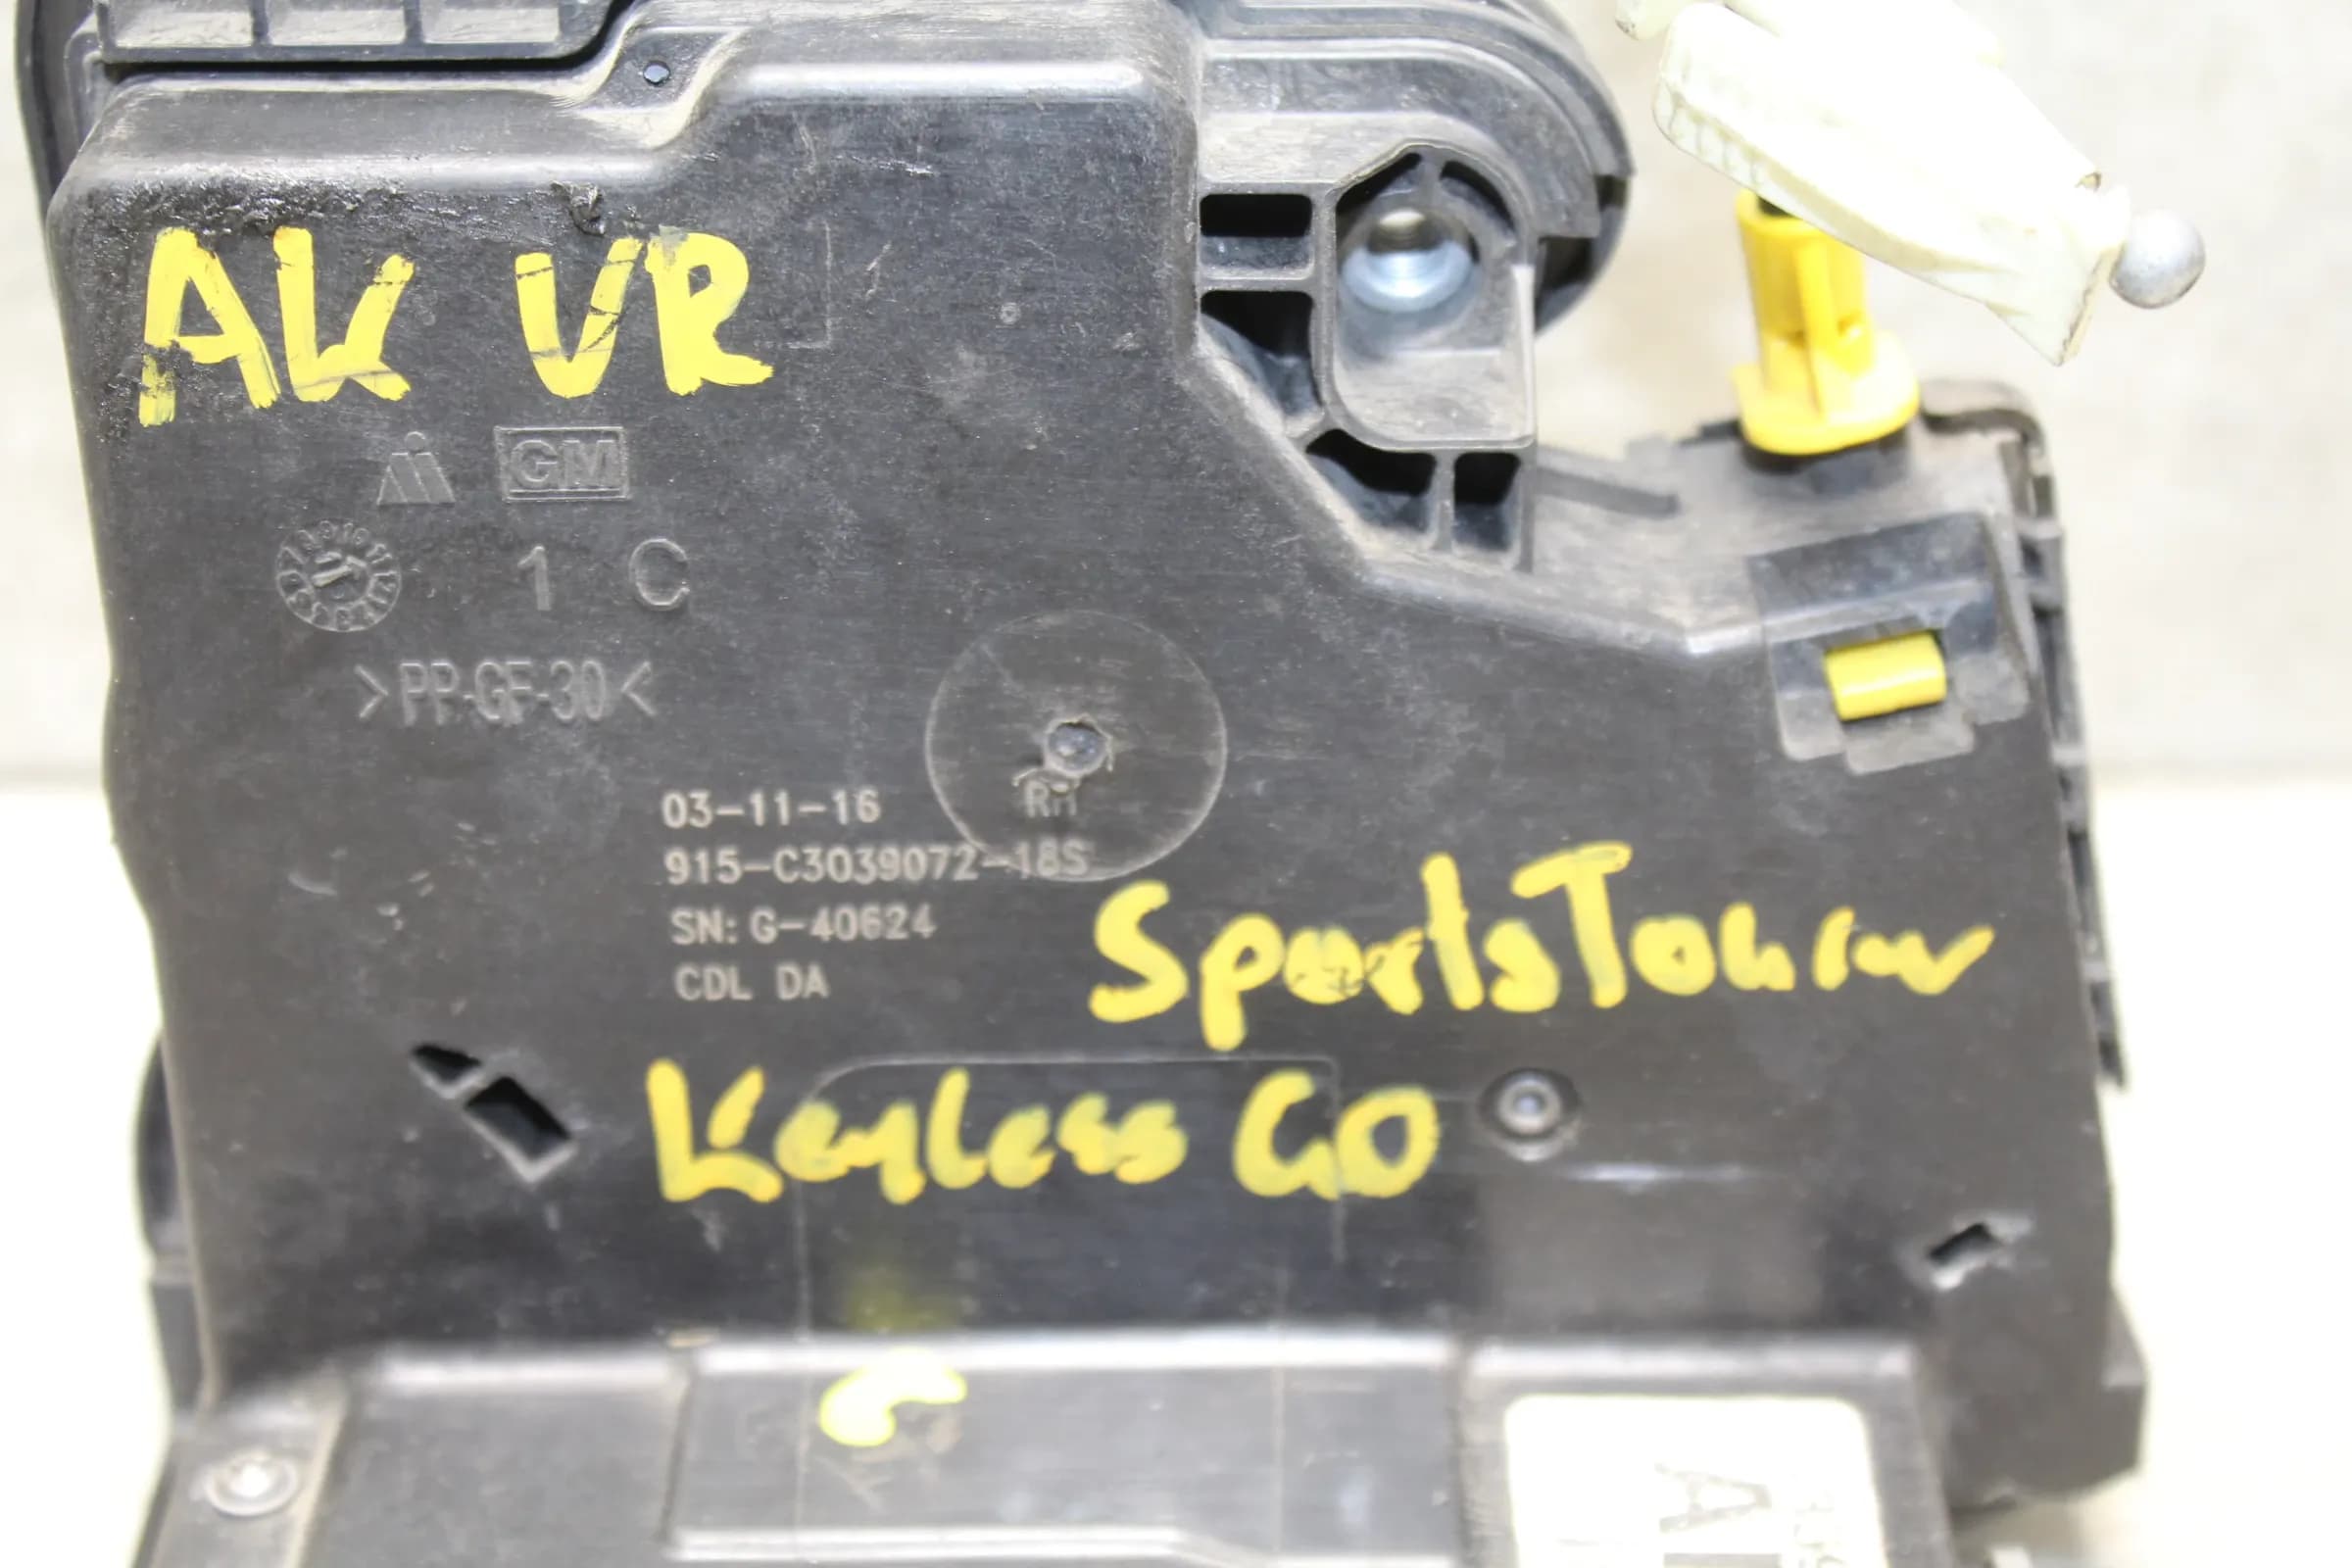 AK VR
GM
1 C
>PP-GF-30<
RH
03-11-16
915-C3039072-18S
SN: G-40624
CDL DA
SportsTourer
Keyless GO
A